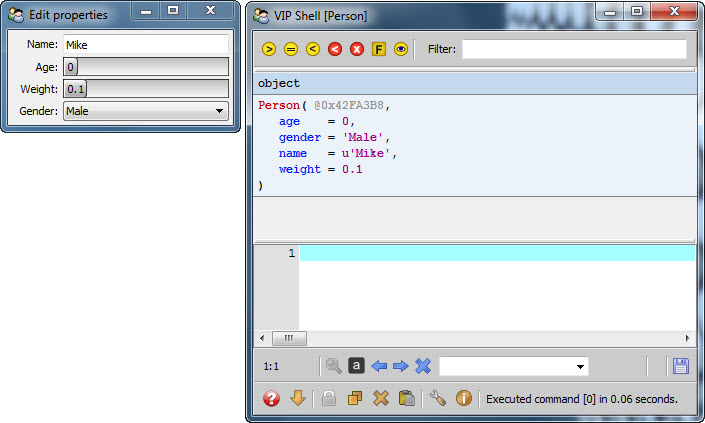 Edit properties
Name: Mike
Age: 0
Weight: 0.1
Gender: Male
VIP Shell [Person]
> = < < x F Filter:
object
Person( @0x42FA3B8,
age = 0,
gender = 'Male',
name = u'Mike',
weight = 0.1
)
1
1:1 a
? i Executed command [0] in 0.06 seconds.